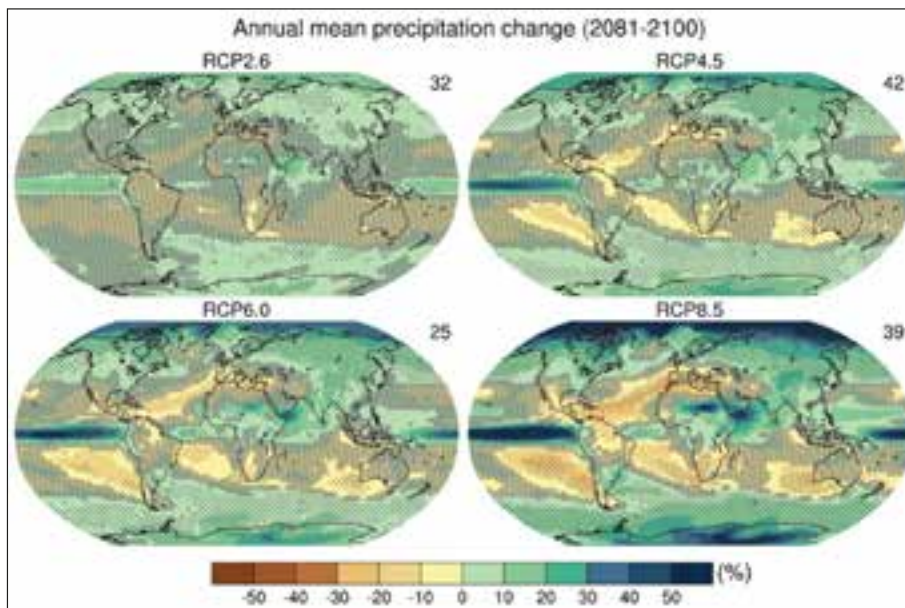 Annual mean precipitation change (2081-2100)
RCP2.6
32
RCP4.5
42
RCP6.0
25
RCP8.5
39
(%)
-50 -40 -30 -20 -10 0 10 20 30 40 50